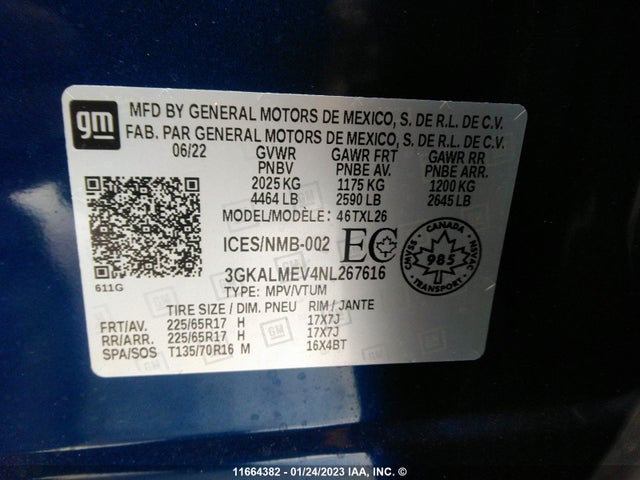 gm
MFD BY GENERAL MOTORS DE MEXICO, S. DE R.L. DE C.V.
FAB. PAR GENERAL MOTORS DE MEXICO, S. DE R.L. DE C.V.
06/22 GVWR GAWR FRT GAWR RR
PNBV PNBE AV. PNBE ARR.
2025 KG 1175 KG 1200 KG
4464 LB 2590 LB 2645 LB
MODEL/MODÈLE: 46TXL26
ICES/NMB-002 EC
CANADA 985 CMVSS NSVAC
3GKALMEV4NL267616
611G
TYPE: MPV/VTUM
TIRE SIZE / DIM. PNEU RIM / JANTE
FRT/AV. 225/65R17 H 17X7J
RR/ARR. 225/65R17 H 17X7J
SPA/SOS T135/70R16 M 16X4BT
11664382 - 01/24/2023 IAA, INC. ©